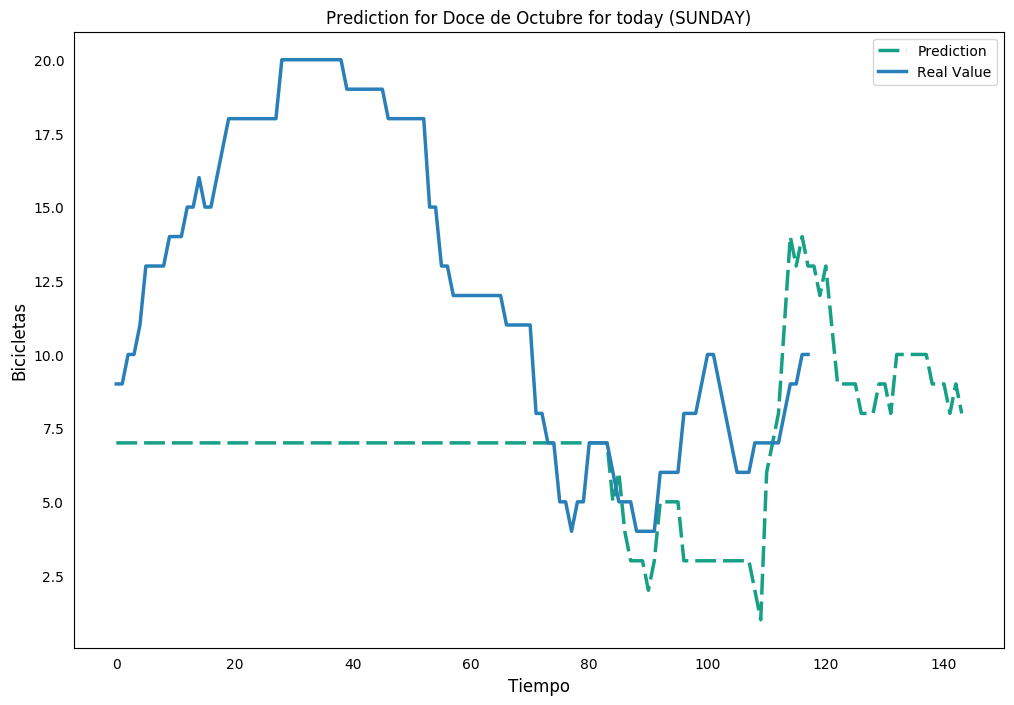 Prediction for Doce de Octubre for today (SUNDAY)
Prediction
Real Value
20.0
17.5
15.0
12.5
10.0
7.5
5.0
2.5
Bicicletas
0 20 40 60 80 100 120 140
Tiempo